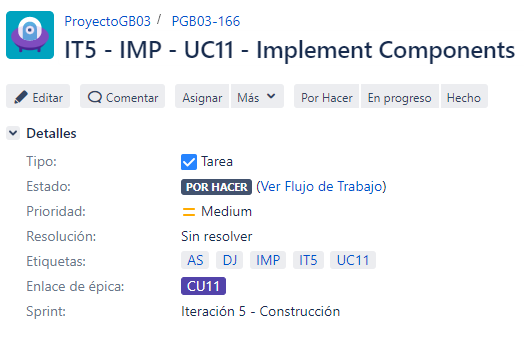 ProyectoGB03 / PGB03-166
IT5 - IMP - UC11 - Implement Components
Editar Comentar Asignar Más Por Hacer En progreso Hecho
Detalles
Tipo: Tarea
Estado: POR HACER (Ver Flujo de Trabajo)
Prioridad: Medium
Resolución: Sin resolver
Etiquetas: AS DJ IMP IT5 UC11
Enlace de épica: CU11
Sprint: Iteración 5 - Construcción